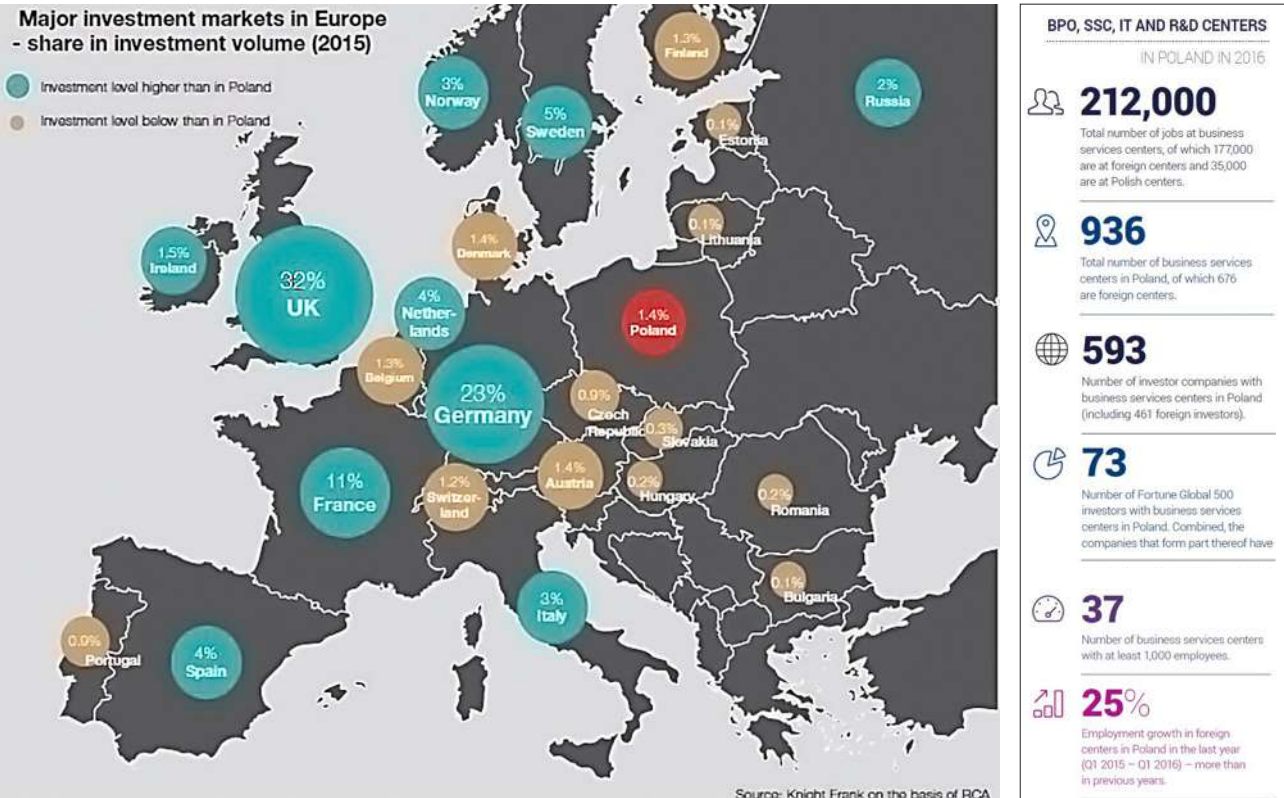 Major investment markets in Europe
- share in investment volume (2015)
Investment level higher than in Poland
Investment level below than in Poland
1.3%
Finland
3%
Norway
5%
Sweden
2%
Russia
0.1%
Estonia
0.1%
Lithuania
1.5%
Ireland
32%
UK
1.4%
Denmark
4%
Nether-
lands
1.4%
Poland
1.3%
Belgium
23%
Germany
0.9%
Czech
Republic
0.3%
Slovakia
11%
France
1.2%
Switzer-
land
1.4%
Austria
0.2%
Hungary
0.2%
Romania
0.1%
Bulgaria
3%
Italy
0.9%
Portugal
4%
Spain
Source: Knight Frank on the basis of RCA
BPO, SSC, IT AND R&D CENTERS
IN POLAND IN 2016
212,000
Total number of jobs at business
services centers, of which 177,000
are at foreign centers and 35,000
are at Polish centers.
936
Total number of business services
centers in Poland, of which 676
are foreign centers.
593
Number of investor companies with
business services centers in Poland
(including 461 foreign investors).
73
Number of Fortune Global 500
investors with business services
centers in Poland. Combined, the
companies that form part thereof have
37
Number of business services centers
with at least 1,000 employees.
25%
Employment growth in foreign
centers in Poland in the last year
(Q1 2015 – Q1 2016) – more than
in previous years.